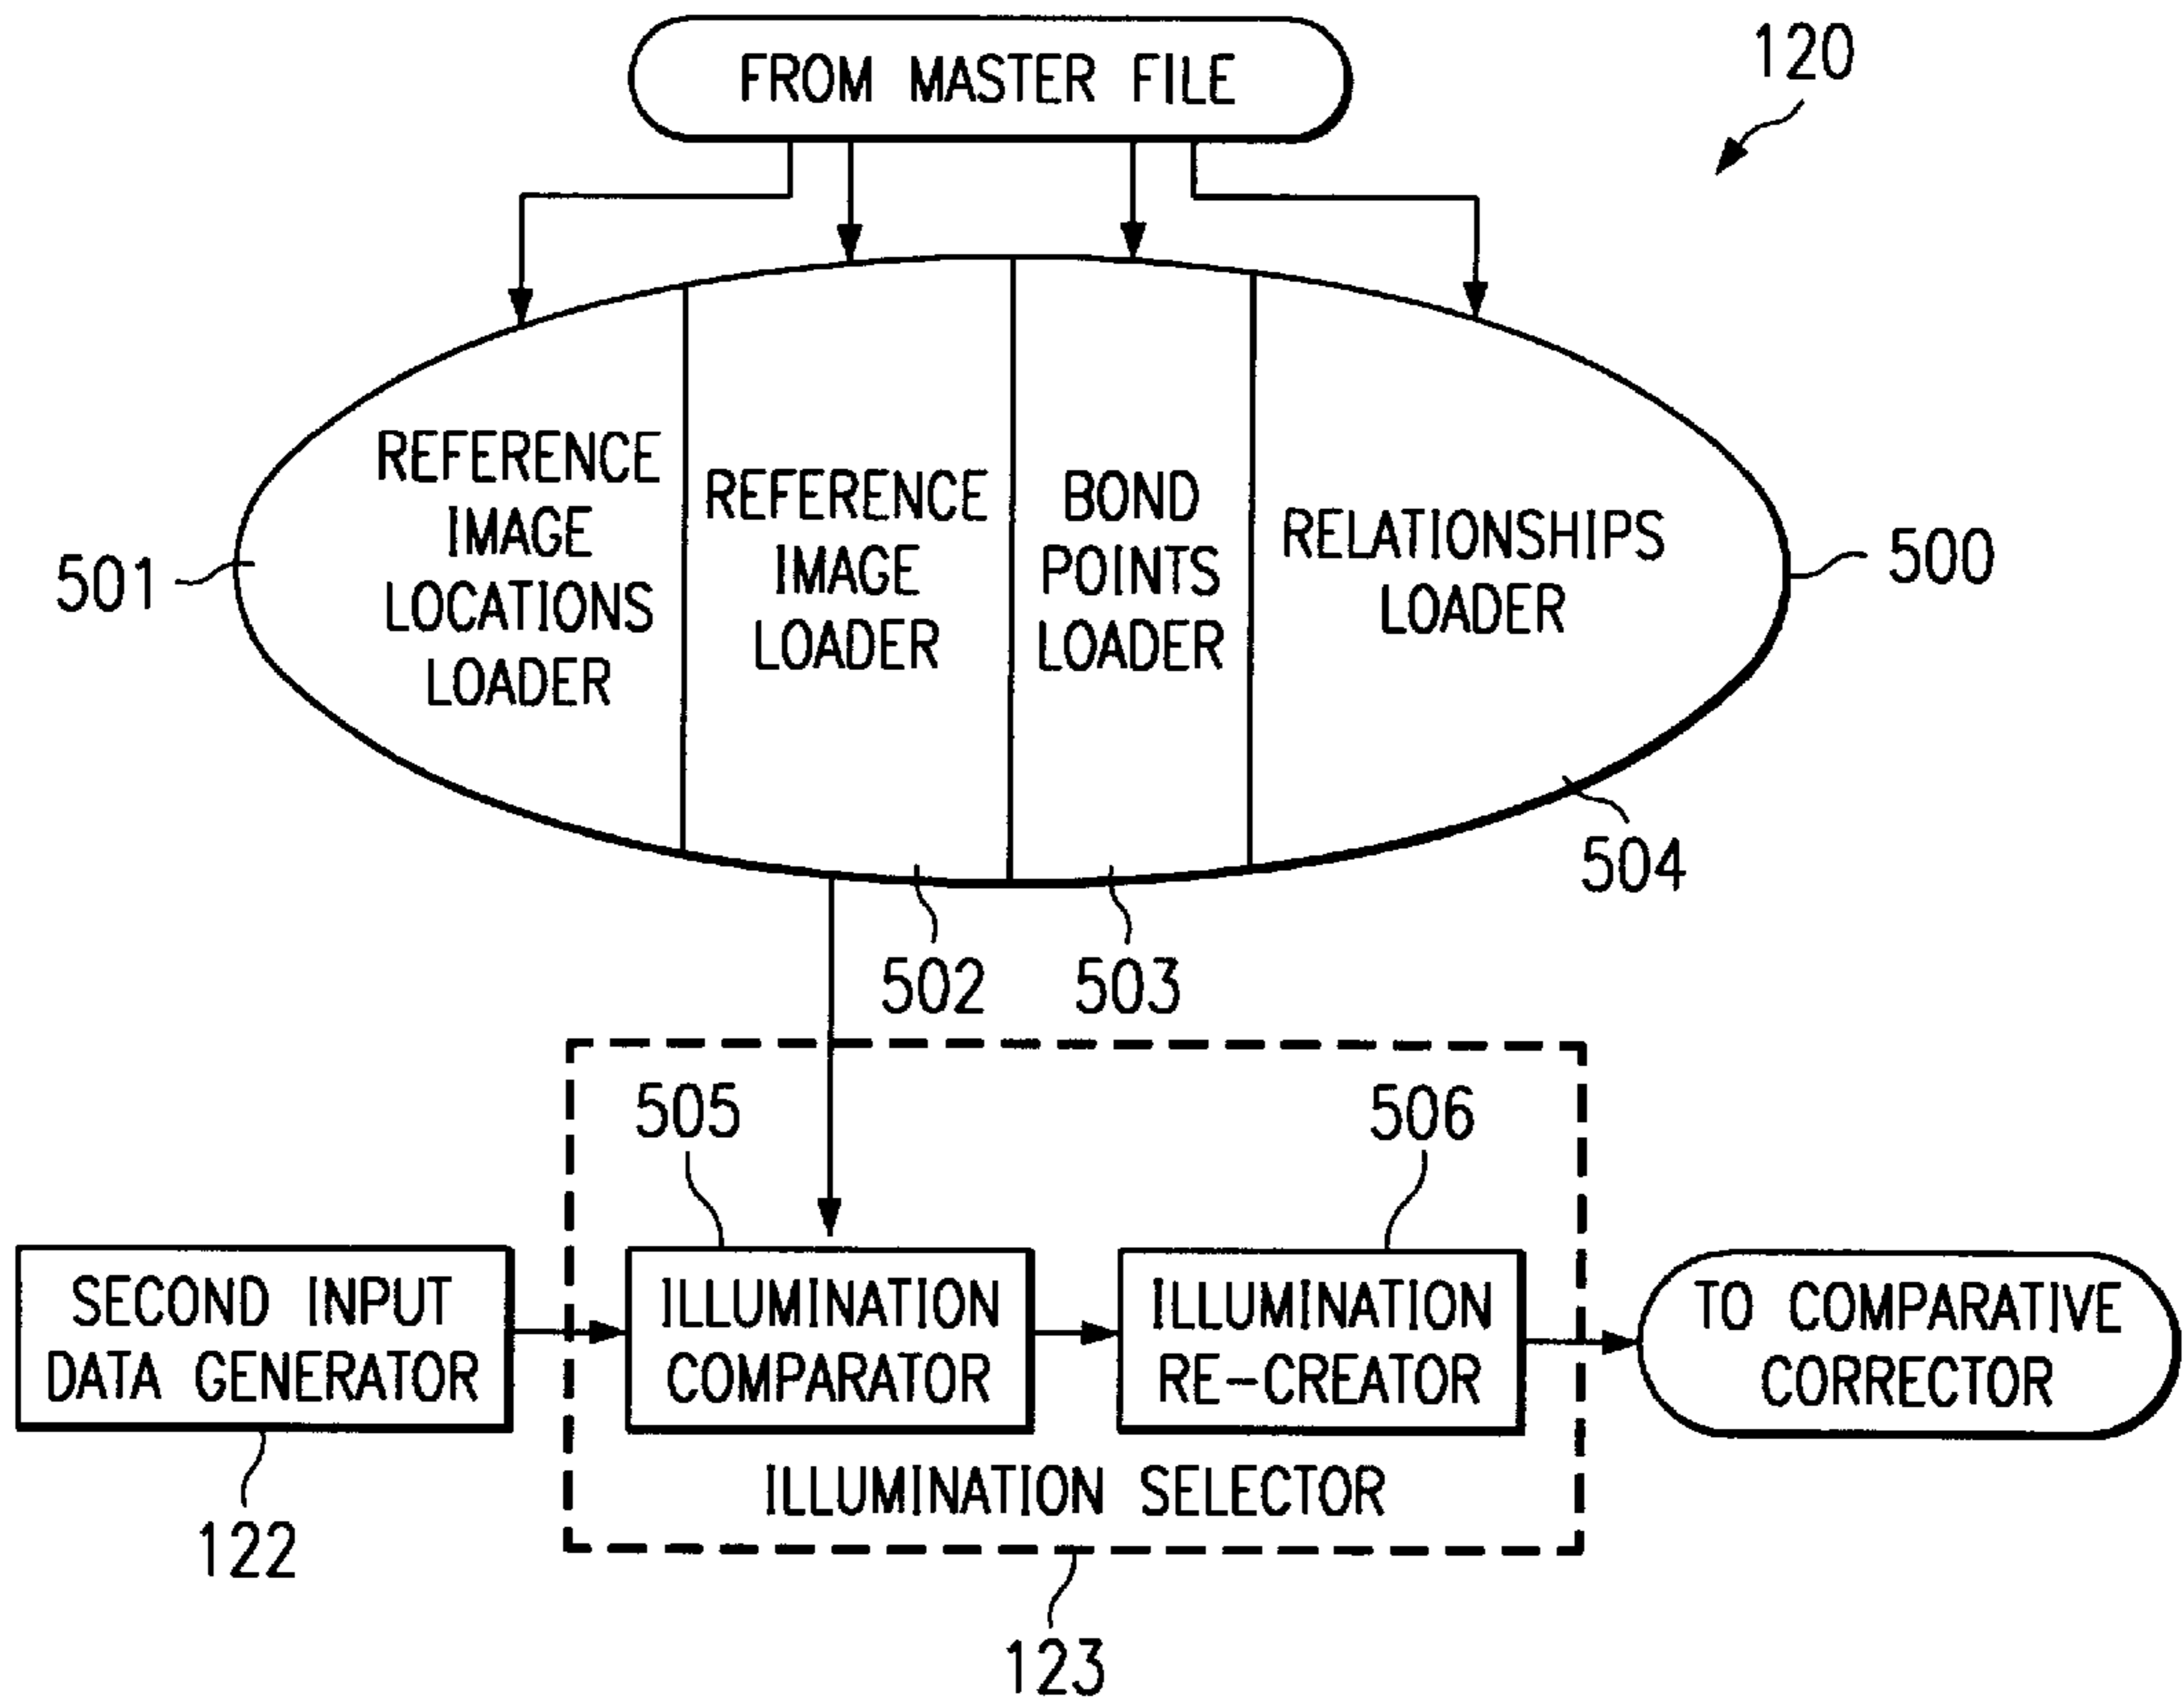 FROM MASTER FILE
120
REFERENCE
IMAGE
LOCATIONS
LOADER
REFERENCE
IMAGE
LOADER
BOND
POINTS
LOADER
RELATIONSHIPS
LOADER
501
500
504
502
503
505
506
SECOND INPUT
DATA GENERATOR
ILLUMINATION
COMPARATOR
ILLUMINATION
RE-CREATOR
TO COMPARATIVE
CORRECTOR
ILLUMINATION SELECTOR
122
123